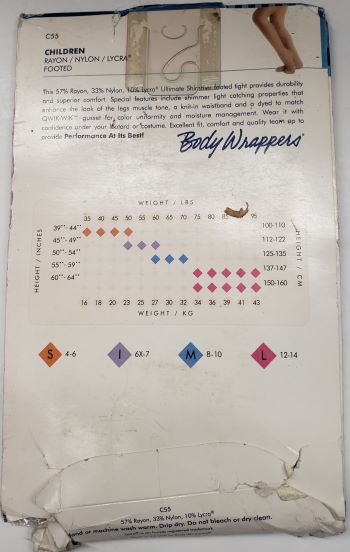 C55
CHILDREN
RAYON / NYLON / LYCRA®
FOOTED
This 57% Rayon, 33% Nylon, 10% Lycra® Ultimate Shimmer footed tight provides durability
and superior comfort. Special features include shimmer light catching properties that
enhance the look of the legs muscle tone, a knit-in waistband and a dyed to match
QWIK-WIK™ gusset for color uniformity and moisture management. Wear it with
confidence under your leotard or costume. Excellent fit, comfort and quality team up to
provide Performance At Its Best!
Body Wrappers®
WEIGHT / LBS
35 40 45 50 55 60 65 70 75 80 95
39"- 44" 100-110
45"- 49" 112-122
50"- 54" 125-135
55"- 59" 137-147
60"- 64" 150-160
HEIGHT / INCHES
HEIGHT / CM
16 18 20 23 25 27 30 32 34 36 39 41 43
WEIGHT / KG
S 4-6 I 6X-7 M 8-10 L 12-14
C55
57% Rayon, 33% Nylon, 10% Lycra®
and or machine wash warm. Drip dry. Do not bleach or dry clean.